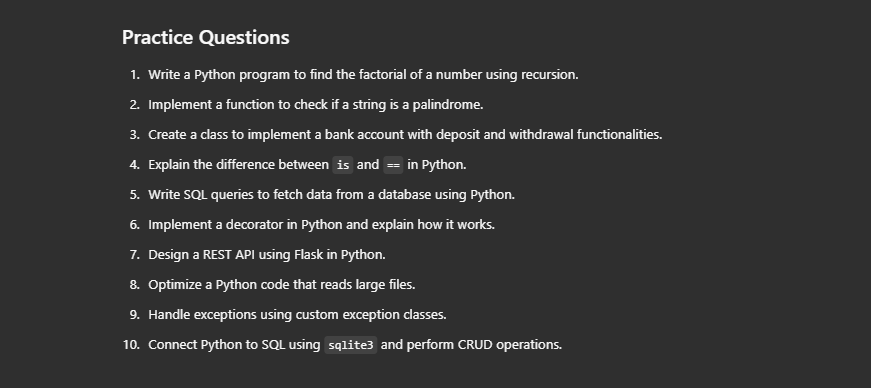 Practice Questions
1. Write a Python program to find the factorial of a number using recursion.
2. Implement a function to check if a string is a palindrome.
3. Create a class to implement a bank account with deposit and withdrawal functionalities.
4. Explain the difference between is and == in Python.
5. Write SQL queries to fetch data from a database using Python.
6. Implement a decorator in Python and explain how it works.
7. Design a REST API using Flask in Python.
8. Optimize a Python code that reads large files.
9. Handle exceptions using custom exception classes.
10. Connect Python to SQL using sqlite3 and perform CRUD operations.